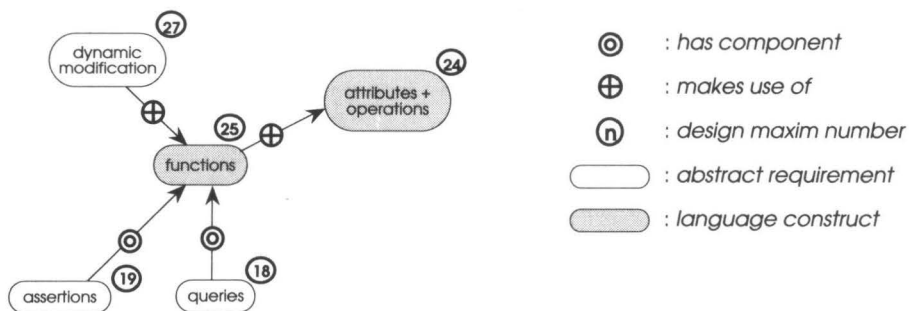 27
dynamic
modification
24
attributes +
operations
25
functions
19
assertions
18
queries
: has component
: makes use of
n : design maxim number
: abstract requirement
: language construct